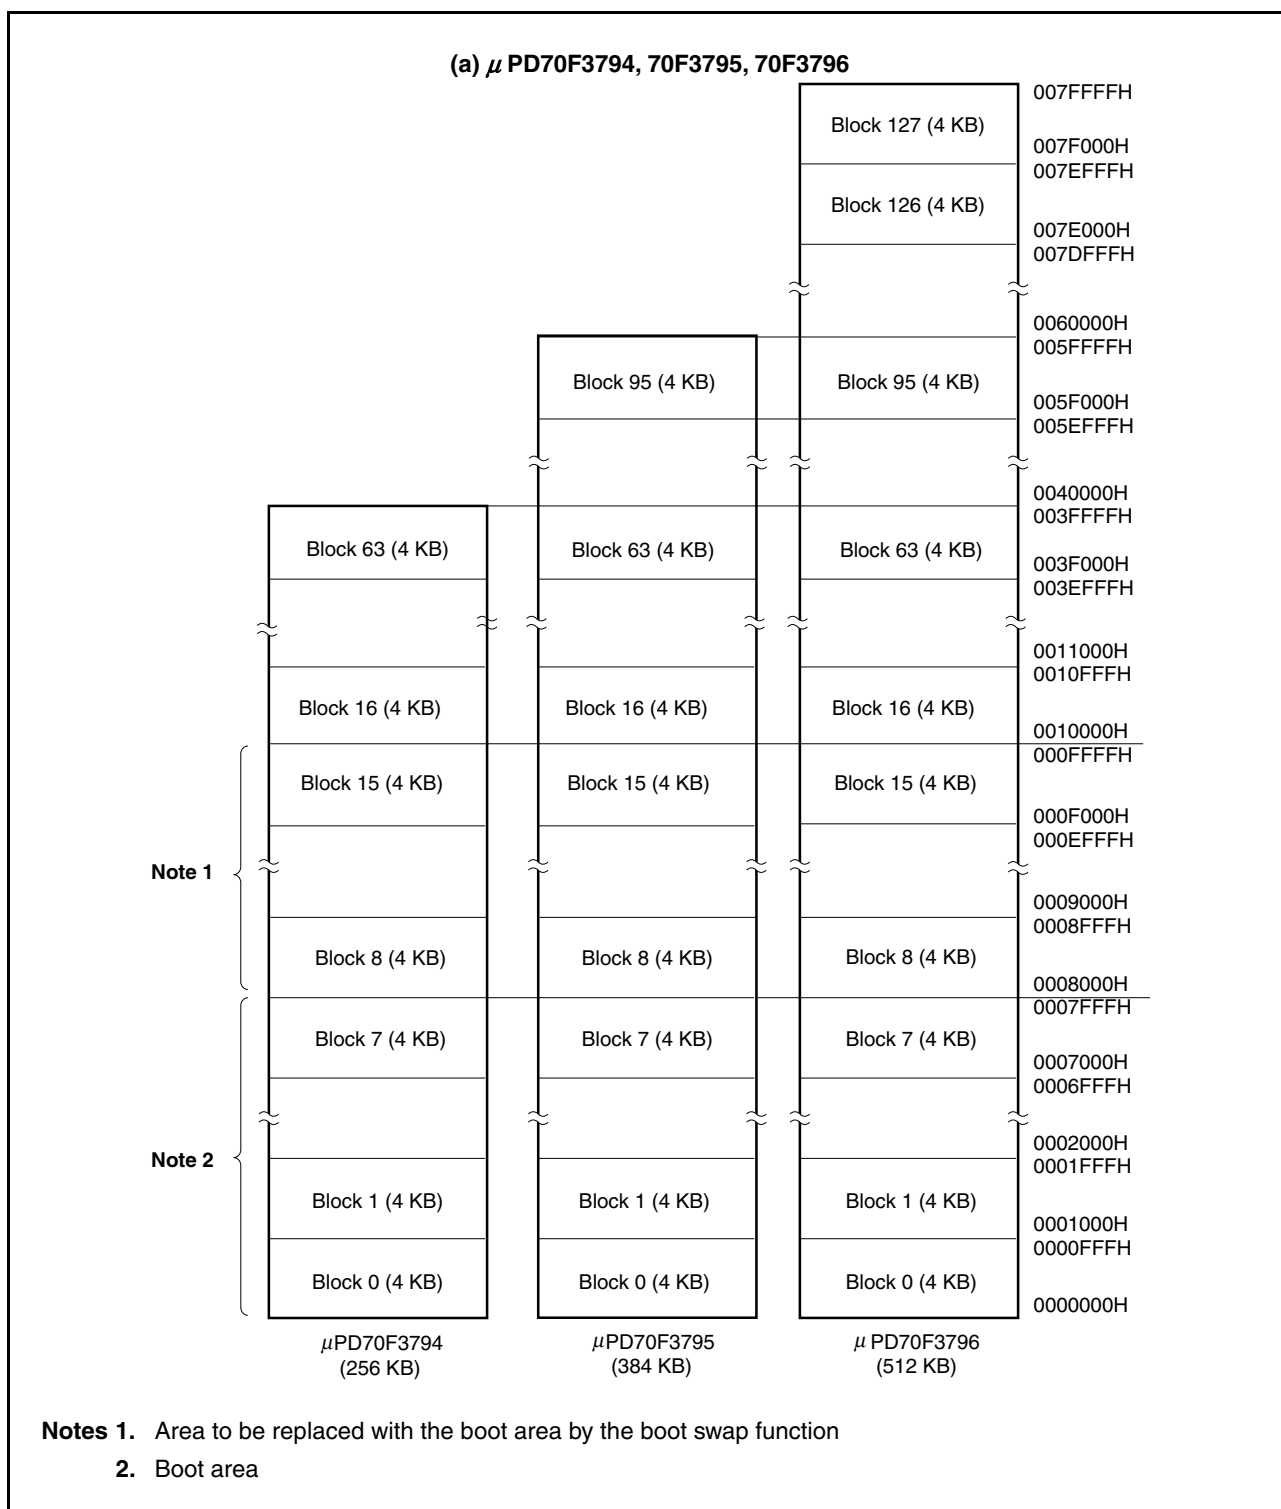 (a) μ PD70F3794, 70F3795, 70F3796
007FFFFH
Block 127 (4 KB)
007F000H
007EFFFH
Block 126 (4 KB)
007E000H
007DFFFH
0060000H
005FFFFH
Block 95 (4 KB) Block 95 (4 KB)
005F000H
005EFFFH
0040000H
003FFFFH
Block 63 (4 KB) Block 63 (4 KB) Block 63 (4 KB)
003F000H
003EFFFH
0011000H
0010FFFH
Block 16 (4 KB) Block 16 (4 KB) Block 16 (4 KB)
0010000H
000FFFFH
Block 15 (4 KB) Block 15 (4 KB) Block 15 (4 KB)
000F000H
000EFFFH
Note 1
0009000H
0008FFFH
Block 8 (4 KB) Block 8 (4 KB) Block 8 (4 KB)
0008000H
0007FFFH
Block 7 (4 KB) Block 7 (4 KB) Block 7 (4 KB)
0007000H
0006FFFH
Note 2
0002000H
0001FFFH
Block 1 (4 KB) Block 1 (4 KB) Block 1 (4 KB)
0001000H
0000FFFH
Block 0 (4 KB) Block 0 (4 KB) Block 0 (4 KB)
0000000H
μPD70F3794 μPD70F3795 μ PD70F3796
(256 KB) (384 KB) (512 KB)
Notes 1. Area to be replaced with the boot area by the boot swap function
2. Boot area